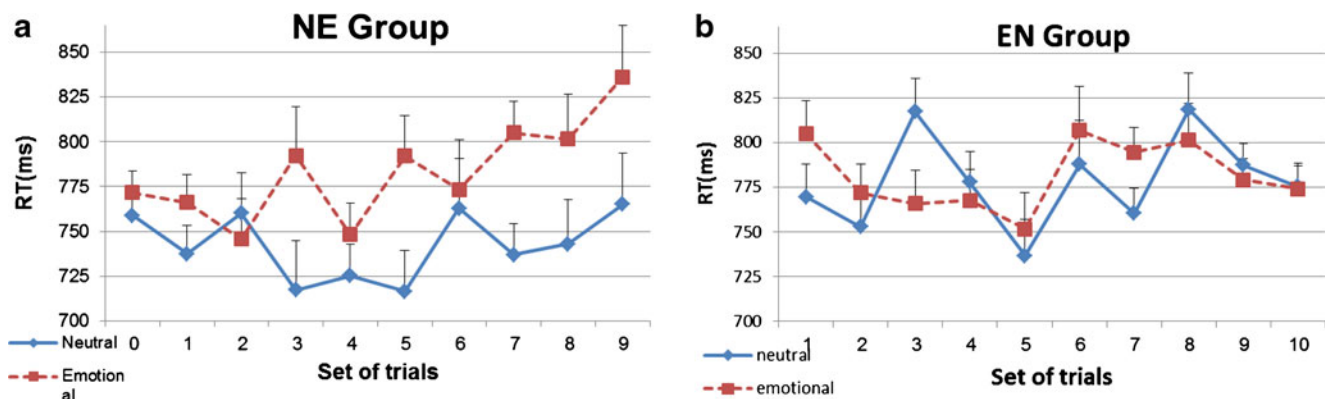 a
NE Group
RT(ms)
850
825
800
775
750
725
700
0 1 2 3 4 5 6 7 8 9
Set of trials
Neutral
Emotion
al
b
EN Group
RT(ms)
850
825
800
775
750
725
700
1 2 3 4 5 6 7 8 9 10
Set of trials
neutral
emotional